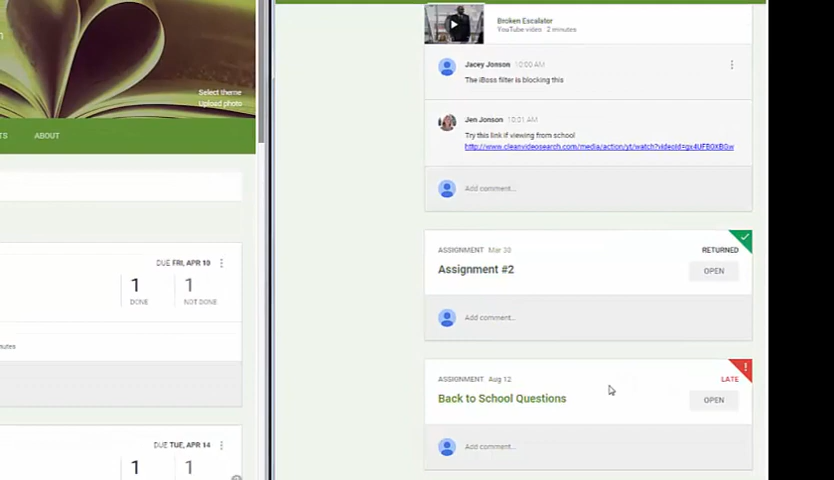 Select theme
Upload photo
TS
ABOUT
DUE FRI, APR 10
1
1
DONE
NOT DONE
nutes
DUE TUE, APR 14
1
1
Broken Escalator
YouTube video 2 minutes
Jacey Jonson 10:00 AM
The iBoss filter is blocking this
Jen Jonson 10:01 AM
Try this link if viewing from school
Add comment...
ASSIGNMENT Mar 30
RETURNED
Assignment #2
OPEN
Add comment...
ASSIGNMENT Aug 12
LATE
Back to School Questions
OPEN
Add comment...